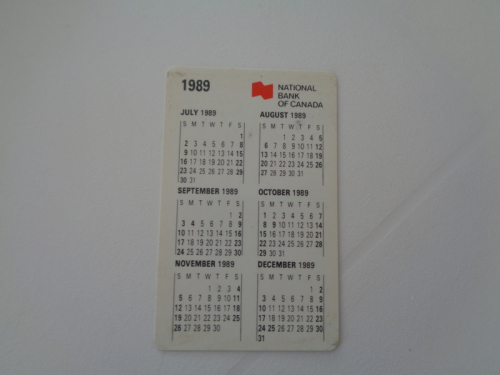 1989
NATIONAL
BANK
OF CANADA
JULY 1989
S M T W T F S
1
2 3 4 5 6 7 8
9 10 11 12 13 14 15
16 17 18 19 20 21 22
23 24 25 26 27 28 29
30 31
AUGUST 1989
S M T W T F S
1 2 3 4 5
6 7 8 9 10 11 12
13 14 15 16 17 18 19
20 21 22 23 24 25 26
27 28 29 30 31
SEPTEMBER 1989
S M T W T F S
1 2
3 4 5 6 7 8 9
10 11 12 13 14 15 16
17 18 19 20 21 22 23
24 25 26 27 28 29 30
OCTOBER 1989
S M T W T F S
1 2 3 4 5 6 7
8 9 10 11 12 13 14
15 16 17 18 19 20 21
22 23 24 25 26 27 28
29 30 31
NOVEMBER 1989
S M T W T F S
1 2 3 4
5 6 7 8 9 10 11
12 13 14 15 16 17 18
19 20 21 22 23 24 25
26 27 28 29 30
DECEMBER 1989
S M T W T F S
1 2
3 4 5 6 7 8 9
10 11 12 13 14 15 16
17 18 19 20 21 22 23
24 25 26 27 28 29 30
31